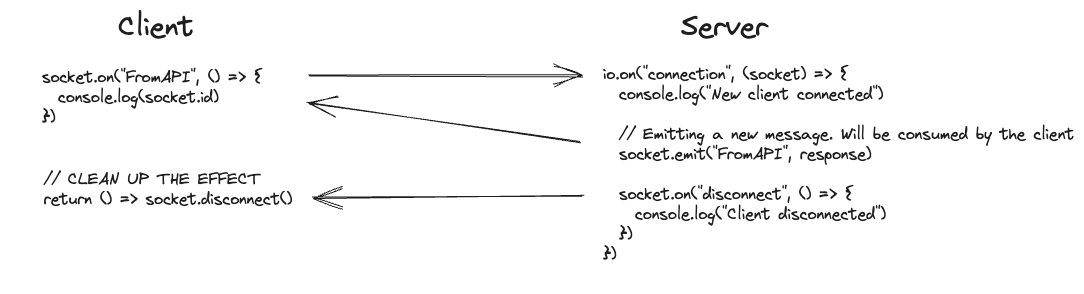 Client
socket.on("FromAPI", () => {
console.log(socket.id)
})
// CLEAN UP THE EFFECT
return () => socket.disconnect()
Server
io.on("connection", (socket) => {
console.log("New client connected")
// Emitting a new message. Will be consumed by the client
socket.emit("FromAPI", response)
socket.on("disconnect", () => {
console.log("Client disconnected")
})
})